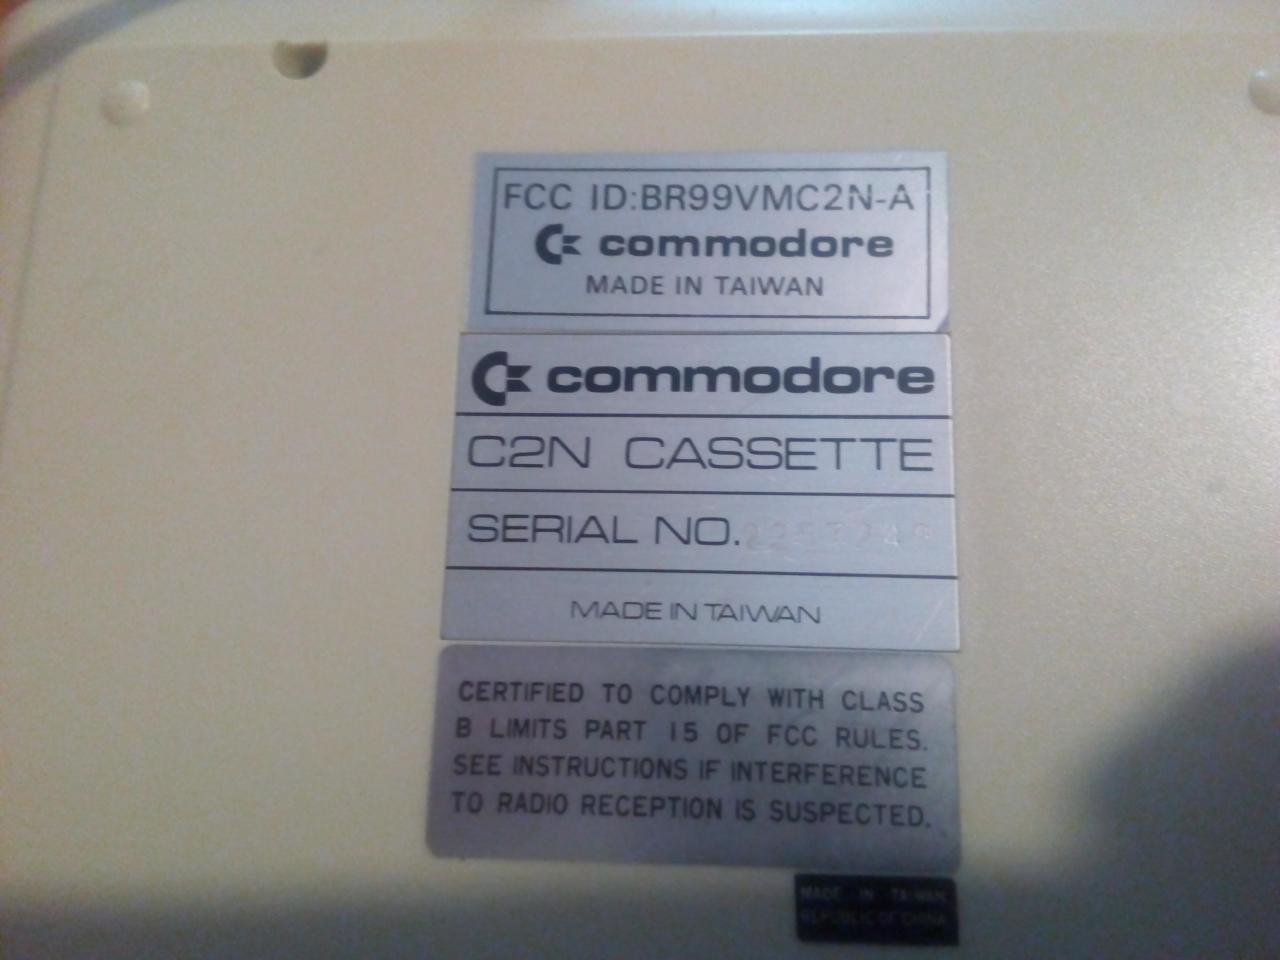 FCC ID:BR99VMC2N-A
commodore
MADE IN TAIWAN
commodore
C2N CASSETTE
SERIAL NO.
MADE IN TAIWAN
CERTIFIED TO COMPLY WITH CLASS
B LIMITS PART 15 OF FCC RULES.
SEE INSTRUCTIONS IF INTERFERENCE
TO RADIO RECEPTION IS SUSPECTED.
MADE IN TAIWAN
REPUBLIC OF CHINA